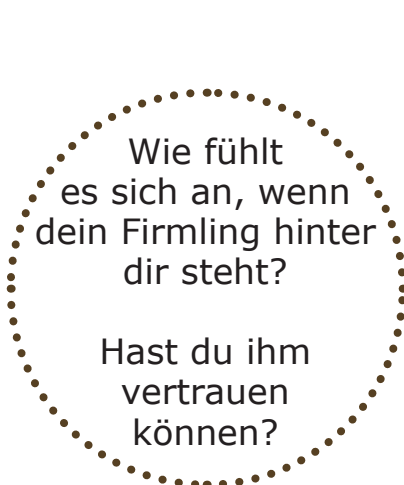 Wie fühlt
es sich an, wenn
dein Firmling hinter
dir steht?
Hast du ihm
vertrauen
können?